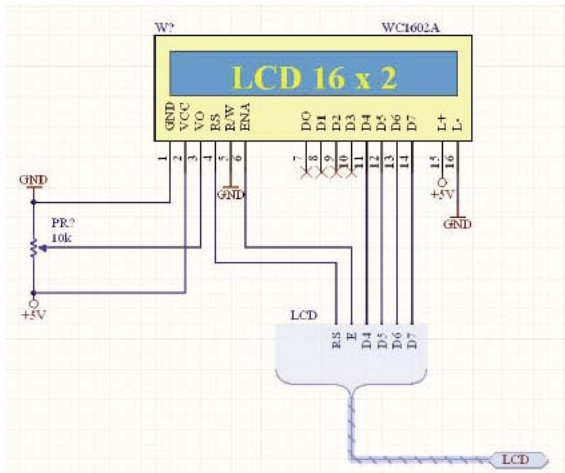 W? WC1602A
LCD 16 x 2
GND VCC VO RS R/W ENA DO D1 D2 D3 D4 D5 D6 D7 L+ L-
1 2 3 4 5 6 7 8 9 10 11 12 13 14 15 16
GND GND +5V
GND
PR?
10k
+5V
LCD
RS E D4 D5 D6 D7
LCD